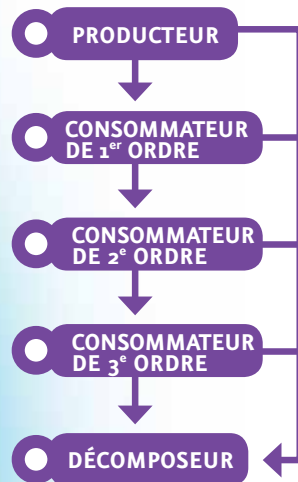 PRODUCTEUR
CONSOMMATEUR
DE 1er ORDRE
CONSOMMATEUR
DE 2e ORDRE
CONSOMMATEUR
DE 3e ORDRE
DÉCOMPOSEUR